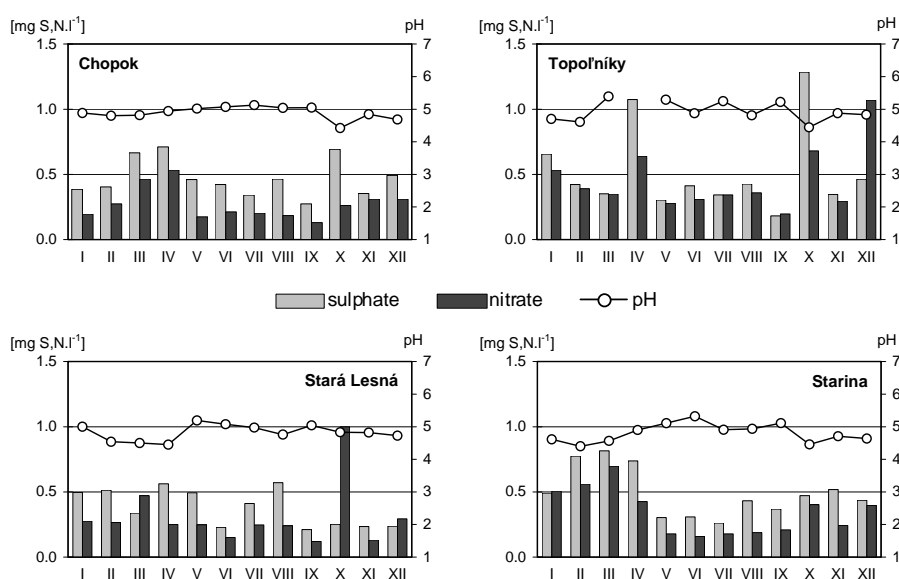 [mg S,N.l-1] pH [mg S,N.l-1] pH
1.5 7 1.5 7
Chopok Topoľníky
6 6
1.0 5 1.0 5
4 4
0.5 3 0.5 3
2 2
0.0 1 0.0 1
I II III IV V VI VII VIII IX X XI XII I II III IV V VI VII VIII IX X XI XII
sulphate nitrate pH
[mg S,N.l-1] pH [mg S,N.l-1] pH
1.5 7 1.5 7
Stará Lesná Starina
6 6
1.0 5 1.0 5
4 4
0.5 3 0.5 3
2 2
0.0 1 0.0 1
I II III IV V VI VII VIII IX X XI XII I II III IV V VI VII VIII IX X XI XII